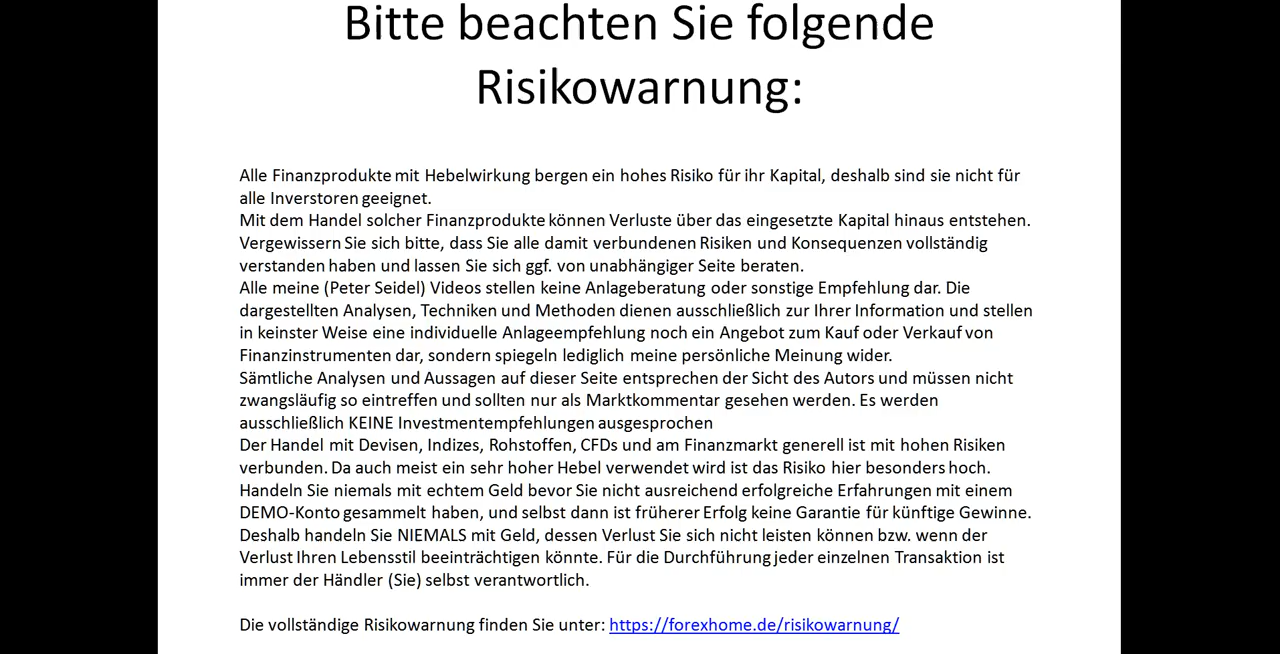 Bitte beachten Sie folgende
Risikowarnung:
Alle Finanzprodukte mit Hebelwirkung bergen ein hohes Risiko für ihr Kapital, deshalb sind sie nicht für
alle Inverstoren geeignet.
Mit dem Handel solcher Finanzprodukte können Verluste über das eingesetzte Kapital hinaus entstehen.
Vergewissern Sie sich bitte, dass Sie alle damit verbundenen Risiken und Konsequenzen vollständig
verstanden haben und lassen Sie sich ggf. von unabhängiger Seite beraten.
Alle meine (Peter Seidel) Videos stellen keine Anlageberatung oder sonstige Empfehlung dar. Die
dargestellten Analysen, Techniken und Methoden dienen ausschließlich zur Ihrer Information und stellen
in keinster Weise eine individuelle Anlageempfehlung noch ein Angebot zum Kauf oder Verkauf von
Finanzinstrumenten dar, sondern spiegeln lediglich meine persönliche Meinung wider.
Sämtliche Analysen und Aussagen auf dieser Seite entsprechen der Sicht des Autors und müssen nicht
zwangsläufig so eintreffen und sollten nur als Marktkommentar gesehen werden. Es werden
ausschließlich KEINE Investmentempfehlungen ausgesprochen
Der Handel mit Devisen, Indizes, Rohstoffen, CFDs und am Finanzmarkt generell ist mit hohen Risiken
verbunden. Da auch meist ein sehr hoher Hebel verwendet wird ist das Risiko hier besonders hoch.
Handeln Sie niemals mit echtem Geld bevor Sie nicht ausreichend erfolgreiche Erfahrungen mit einem
DEMO-Konto gesammelt haben, und selbst dann ist früherer Erfolg keine Garantie für künftige Gewinne.
Deshalb handeln Sie NIEMALS mit Geld, dessen Verlust Sie sich nicht leisten können bzw. wenn der
Verlust Ihren Lebensstil beeinträchtigen könnte. Für die Durchführung jeder einzelnen Transaktion ist
immer der Händler (Sie) selbst verantwortlich.
Die vollständige Risikowarnung finden Sie unter: https://forexhome.de/risikowarnung/